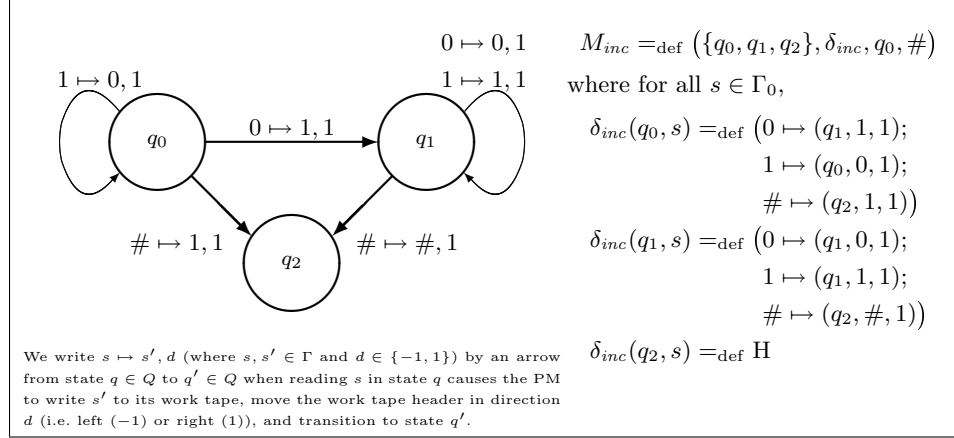 0 ↦ 0, 1
1 ↦ 0, 1
1 ↦ 1, 1
q₀
0 ↦ 1, 1
q₁
# ↦ 1, 1
q₂
# ↦ #, 1
We write s ↦ s′, d (where s, s′ ∈ Γ and d ∈ {−1, 1}) by an arrow
from state q ∈ Q to q′ ∈ Q when reading s in state q causes the PM
to write s′ to its work tape, move the work tape header in direction
d (i.e. left (−1) or right (1)), and transition to state q′.
M_inc =def ({q₀, q₁, q₂}, δ_inc, q₀, #)
where for all s ∈ Γ₀,
δ_inc(q₀, s) =def (0 ↦ (q₁, 1, 1);
1 ↦ (q₀, 0, 1);
# ↦ (q₂, 1, 1))
δ_inc(q₁, s) =def (0 ↦ (q₁, 0, 1);
1 ↦ (q₁, 1, 1);
# ↦ (q₂, #, 1))
δ_inc(q₂, s) =def H